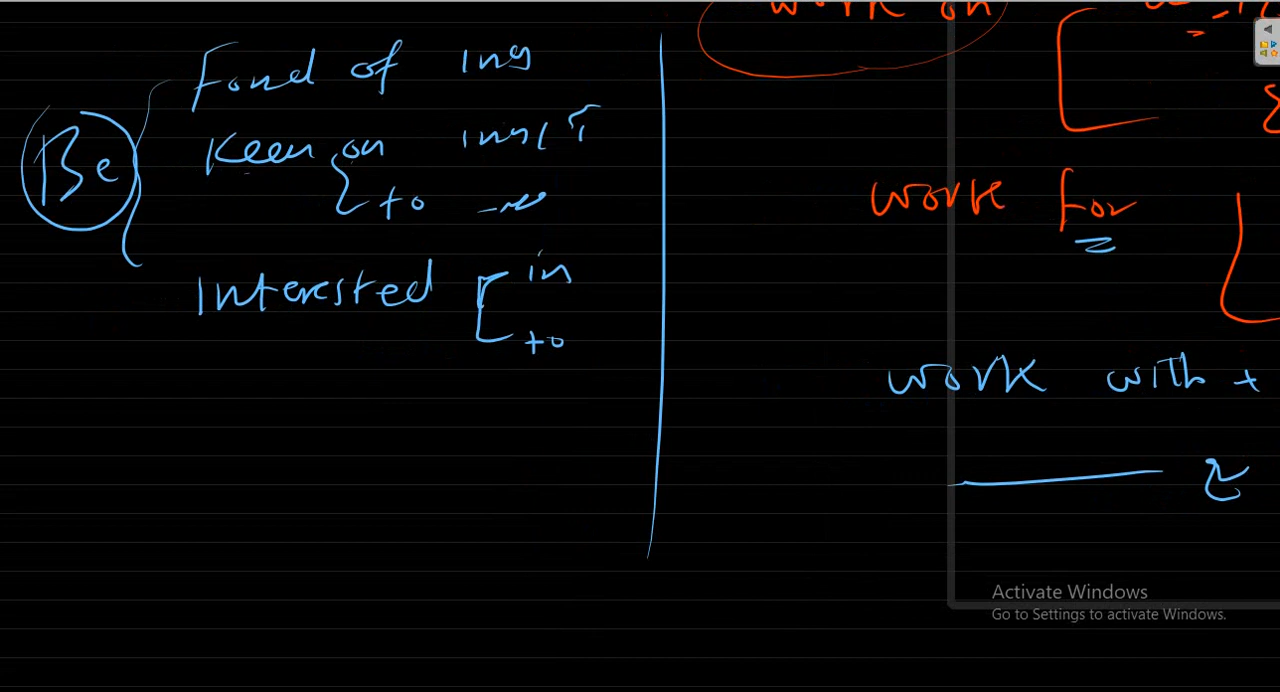 Be
Fond of ing
Keen on ing/
to
Interested in
to
work on
work for
work with +
Activate Windows
Go to Settings to activate Windows.